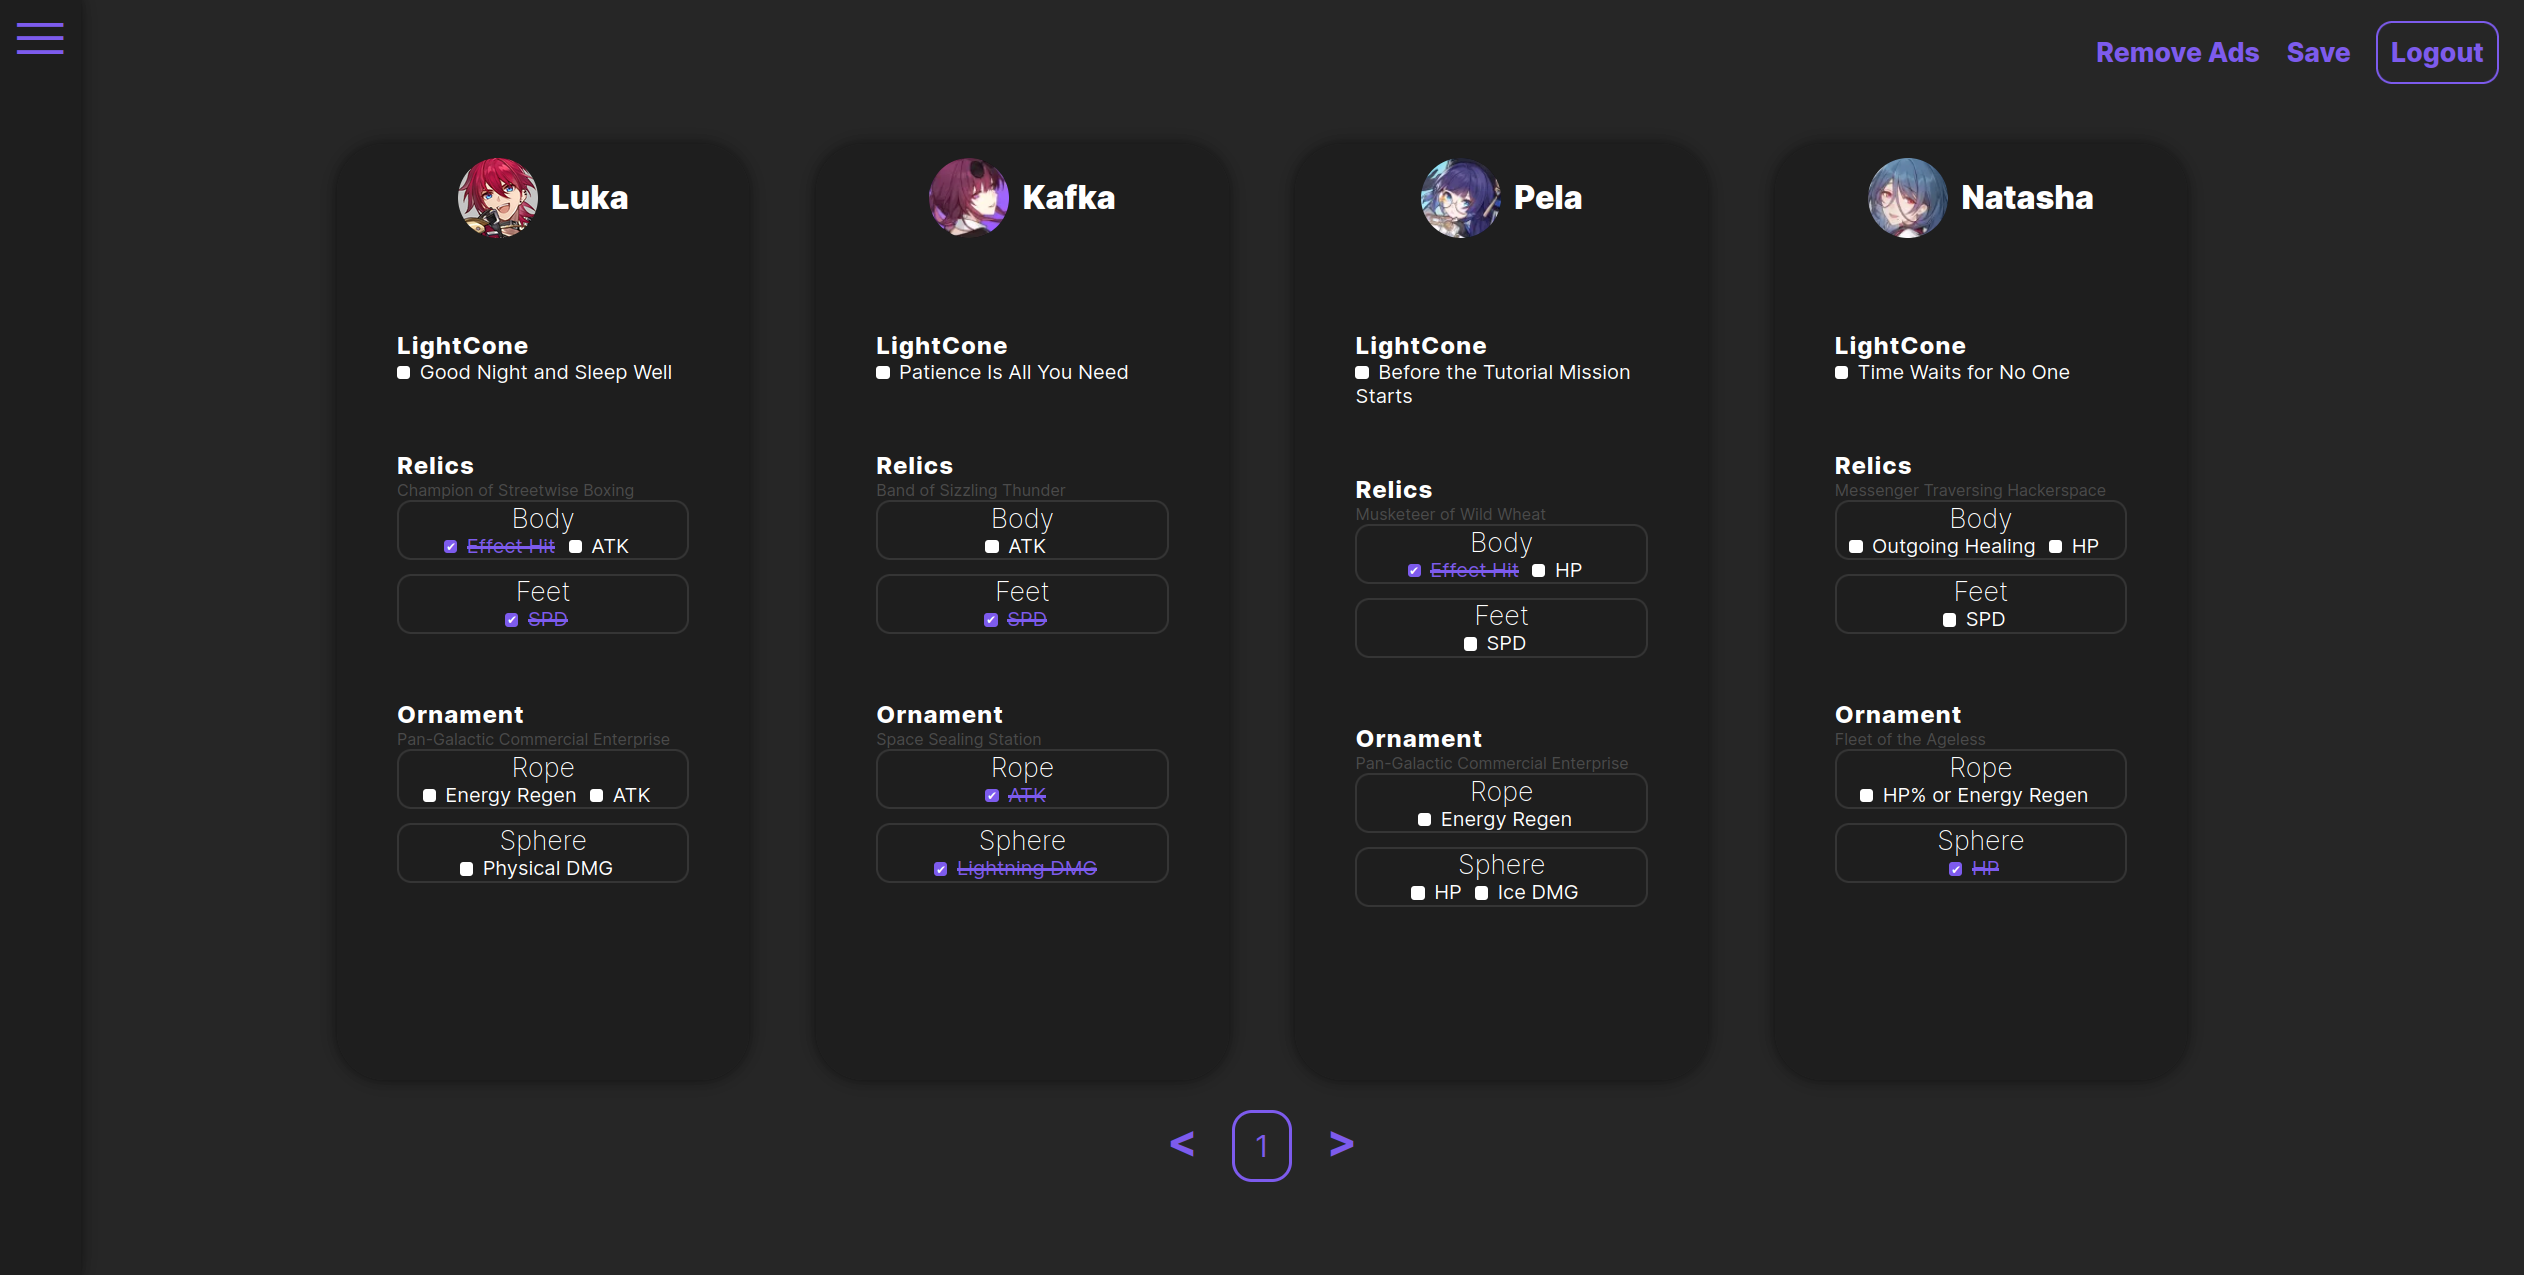 Remove Ads Save Logout
Luka
LightCone
Good Night and Sleep Well
Relics
Champion of Streetwise Boxing
Body
Effect Hit ATK
Feet
SPD
Ornament
Pan-Galactic Commercial Enterprise
Rope
Energy Regen ATK
Sphere
Physical DMG
Kafka
LightCone
Patience Is All You Need
Relics
Band of Sizzling Thunder
Body
ATK
Feet
SPD
Ornament
Space Sealing Station
Rope
ATK
Sphere
Lightning DMG
Pela
LightCone
Before the Tutorial Mission
Starts
Relics
Musketeer of Wild Wheat
Body
Effect Hit HP
Feet
SPD
Ornament
Pan-Galactic Commercial Enterprise
Rope
Energy Regen
Sphere
HP Ice DMG
Natasha
LightCone
Time Waits for No One
Relics
Messenger Traversing Hackerspace
Body
Outgoing Healing HP
Feet
SPD
Ornament
Fleet of the Ageless
Rope
HP% or Energy Regen
Sphere
HP
< 1 >